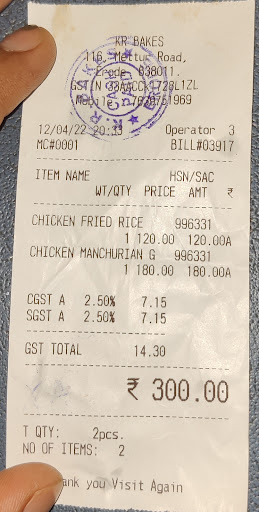 KR BAKES
116, Mettur Road,
Erode 638011.
12/04/22 20:33 Operator 3
MC#0001 BILL#03917
ITEM NAME HSN/SAC
WT/QTY PRICE AMT ₹
CHICKEN FRIED RICE 996331
1 120.00 120.00A
CHICKEN MANCHURIAN G 996331
1 180.00 180.00A
CGST A 2.50% 7.15
SGST A 2.50% 7.15
GST TOTAL 14.30
₹ 300.00
T QTY: 2pcs.
NO OF ITEMS: 2
you Visit Again